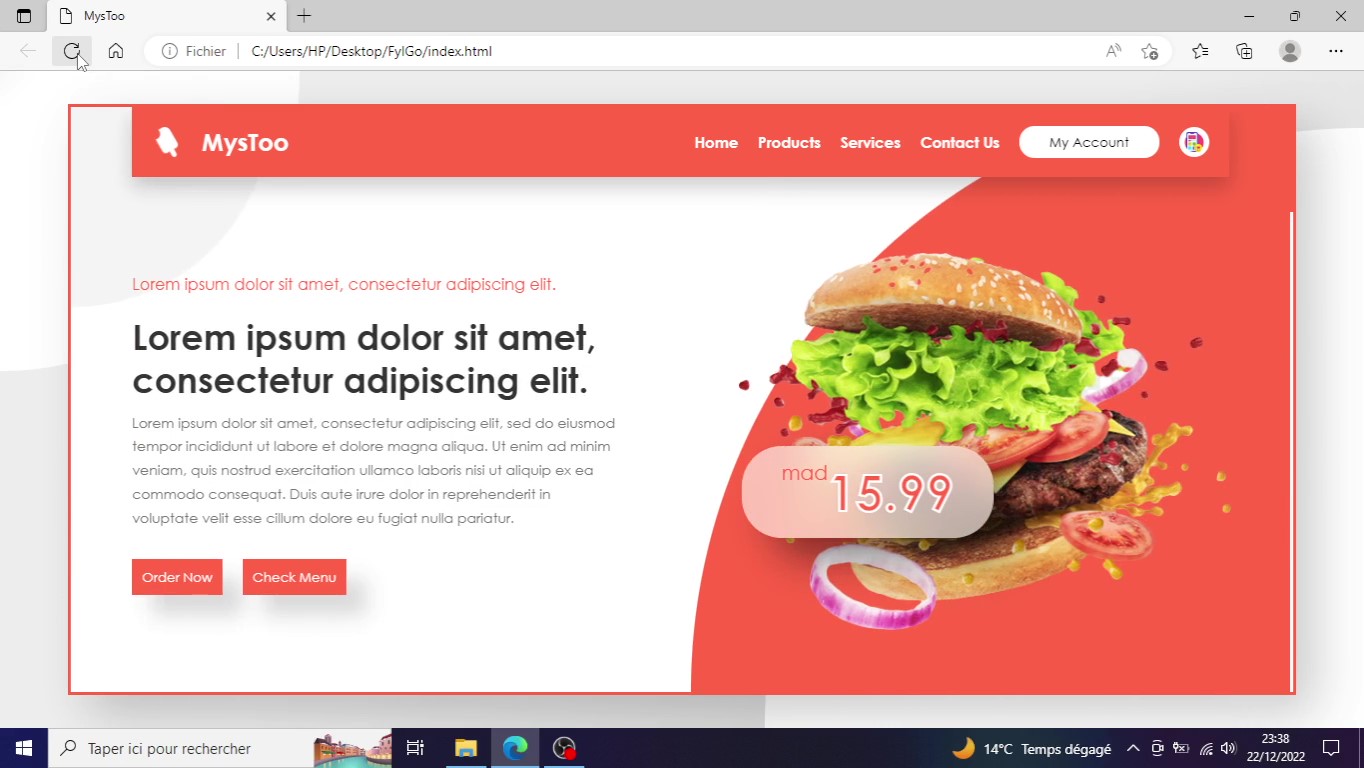 MysToo
Fichier
C:/Users/HP/Desktop/FylGo/index.html
MysToo
Home
Products
Services
Contact Us
My Account
Lorem ipsum dolor sit amet, consectetur adipiscing elit.
Lorem ipsum dolor sit amet,
consectetur adipiscing elit.
Lorem ipsum dolor sit amet, consectetur adipiscing elit, sed do eiusmod
tempor incididunt ut labore et dolore magna aliqua. Ut enim ad minim
veniam, quis nostrud exercitation ullamco laboris nisi ut aliquip ex ea
commodo consequat. Duis aute irure dolor in reprehenderit in
voluptate velit esse cillum dolore eu fugiat nulla pariatur.
mad 15.99
Order Now
Check Menu
Taper ici pour rechercher
14°C Temps dégagé
23:38
22/12/2022